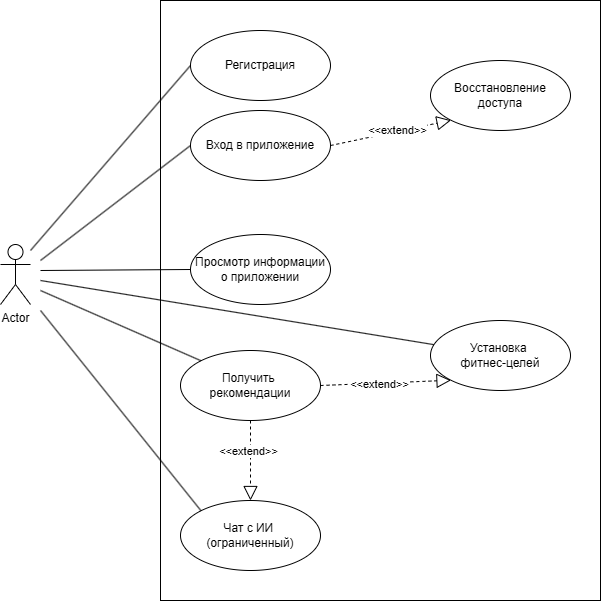 Регистрация
Восстановление
доступа
<<extend>>
Вход в приложение
Просмотр информации
о приложении
Actor
Установка
фитнес-целей
Получить
рекомендации
<<extend>>
<<extend>>
Чат с ИИ
(ограниченный)